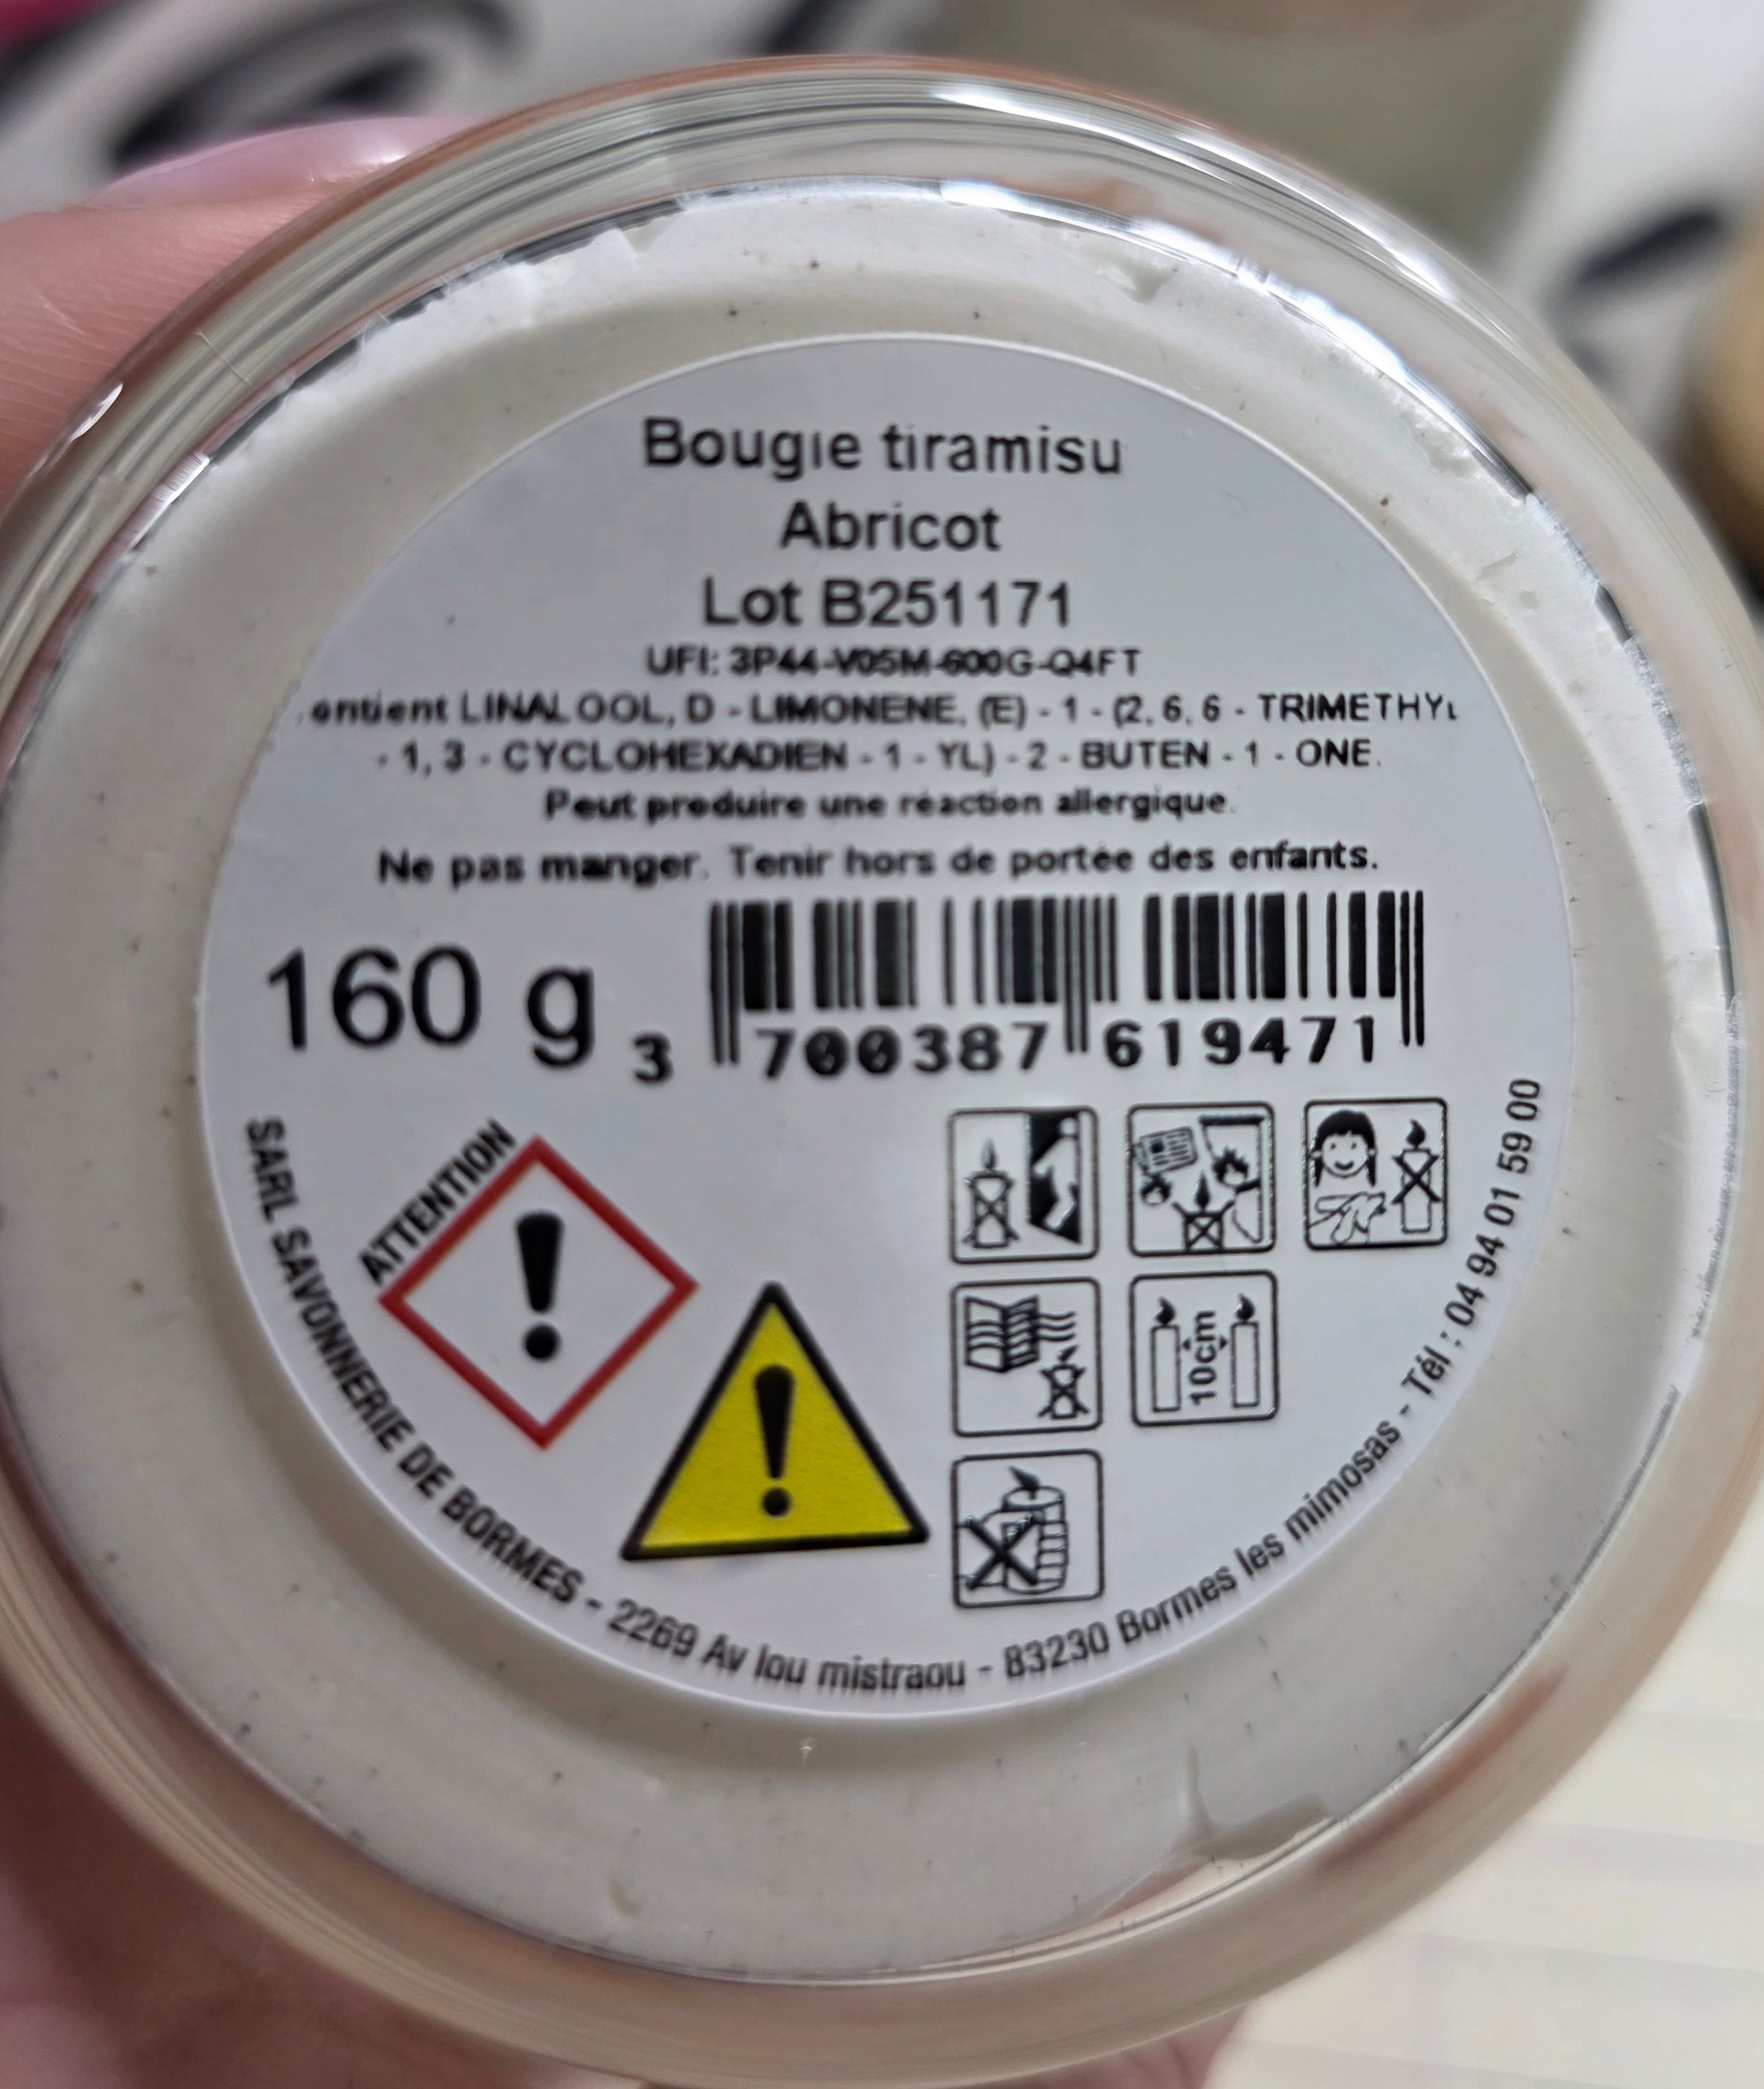 Bougie tiramisu
Abricot
Lot B251171
UFI: 3P44-V05M-600G-Q4FT
ontient LINALOOL, D - LIMONENE, (E) - 1 - (2, 6, 6 - TRIMETHYL
- 1, 3 - CYCLOHEXADIEN - 1 - YL) - 2 - BUTEN - 1 - ONE.
Peut produire une réaction allergique.
Ne pas manger. Tenir hors de portée des enfants.
160 g
3 700387 619471
ATTENTION
10cm
SARL SAVONNERIE DE BORMES - 2269 Av lou mistraou - 83230 Bormes les mimosas - Tél : 04 94 01 59 00